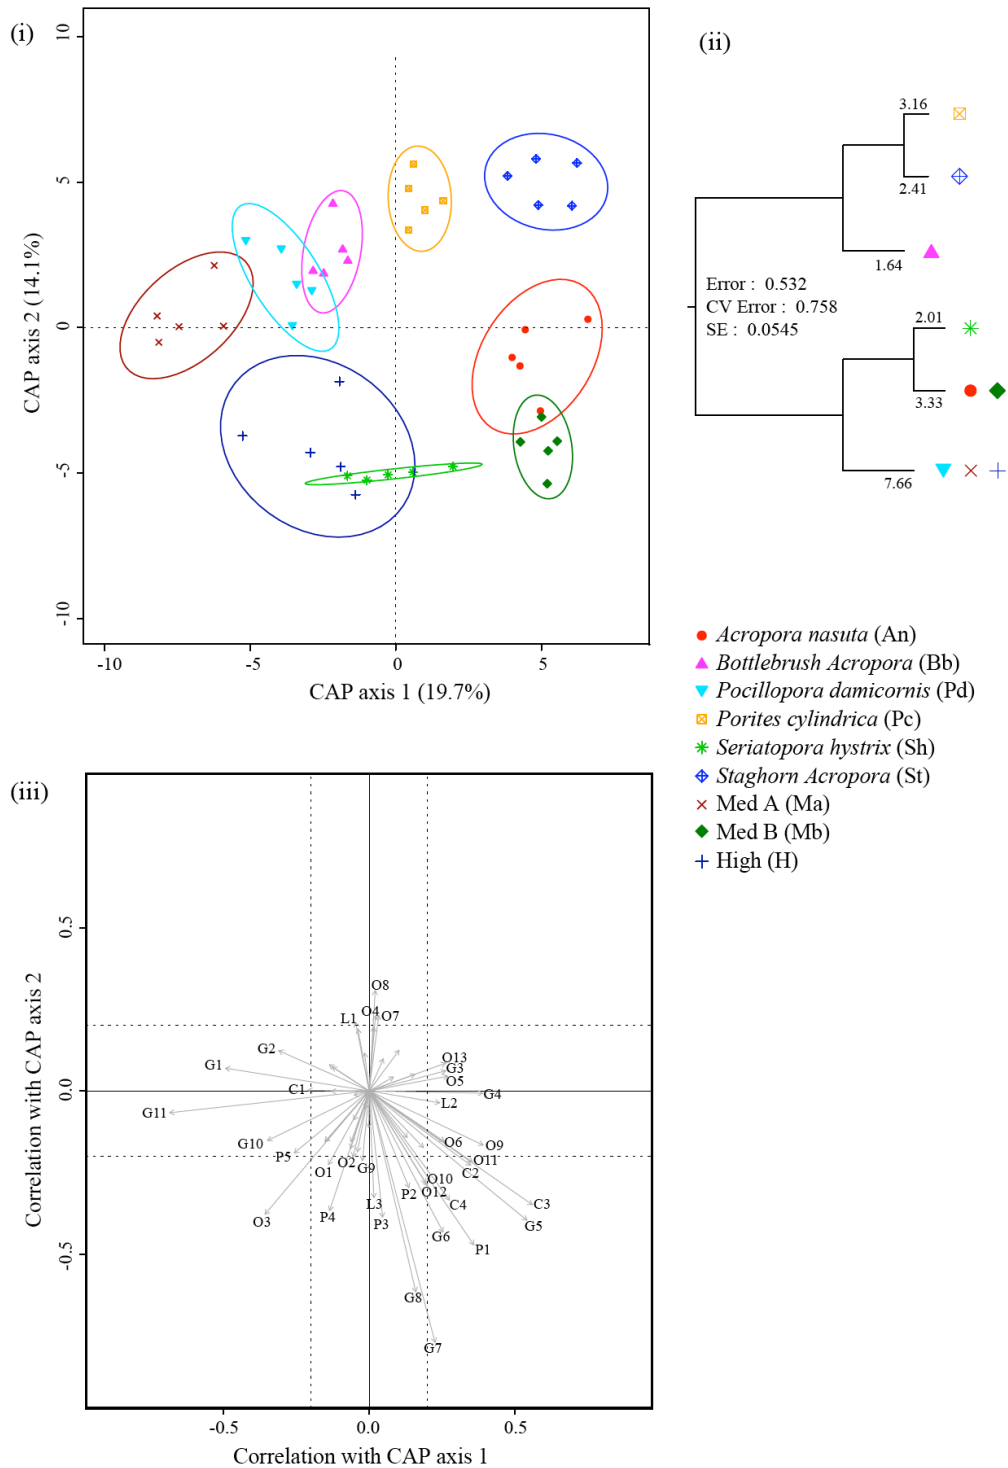 (i)
10
5
0
-5
-10
CAP axis 2 (14.1%)
-10
-5
0
5
CAP axis 1 (19.7%)
(ii)
3.16
2.41
1.64
Error : 0.532
CV Error : 0.758
SE : 0.0545
2.01
3.33
7.66
Acropora nasuta (An)
Bottlebrush Acropora (Bb)
Pocillopora damicornis (Pd)
Porites cylindrica (Pc)
Seriatopora hystrix (Sh)
Staghorn Acropora (St)
Med A (Ma)
Med B (Mb)
High (H)
(iii)
0.5
0.0
-0.5
Correlation with CAP axis 2
O8
O4
L1
O7
G2
G1
O13
G3
O5
C1
G4
L2
G11
G10
O6
O9
P5
O2
G9
O1
O11
C2
O10
P2
O12
C4
C3
L3
O3
P4
P3
G5
G6
P1
G8
G7
-0.5
0.0
0.5
Correlation with CAP axis 1